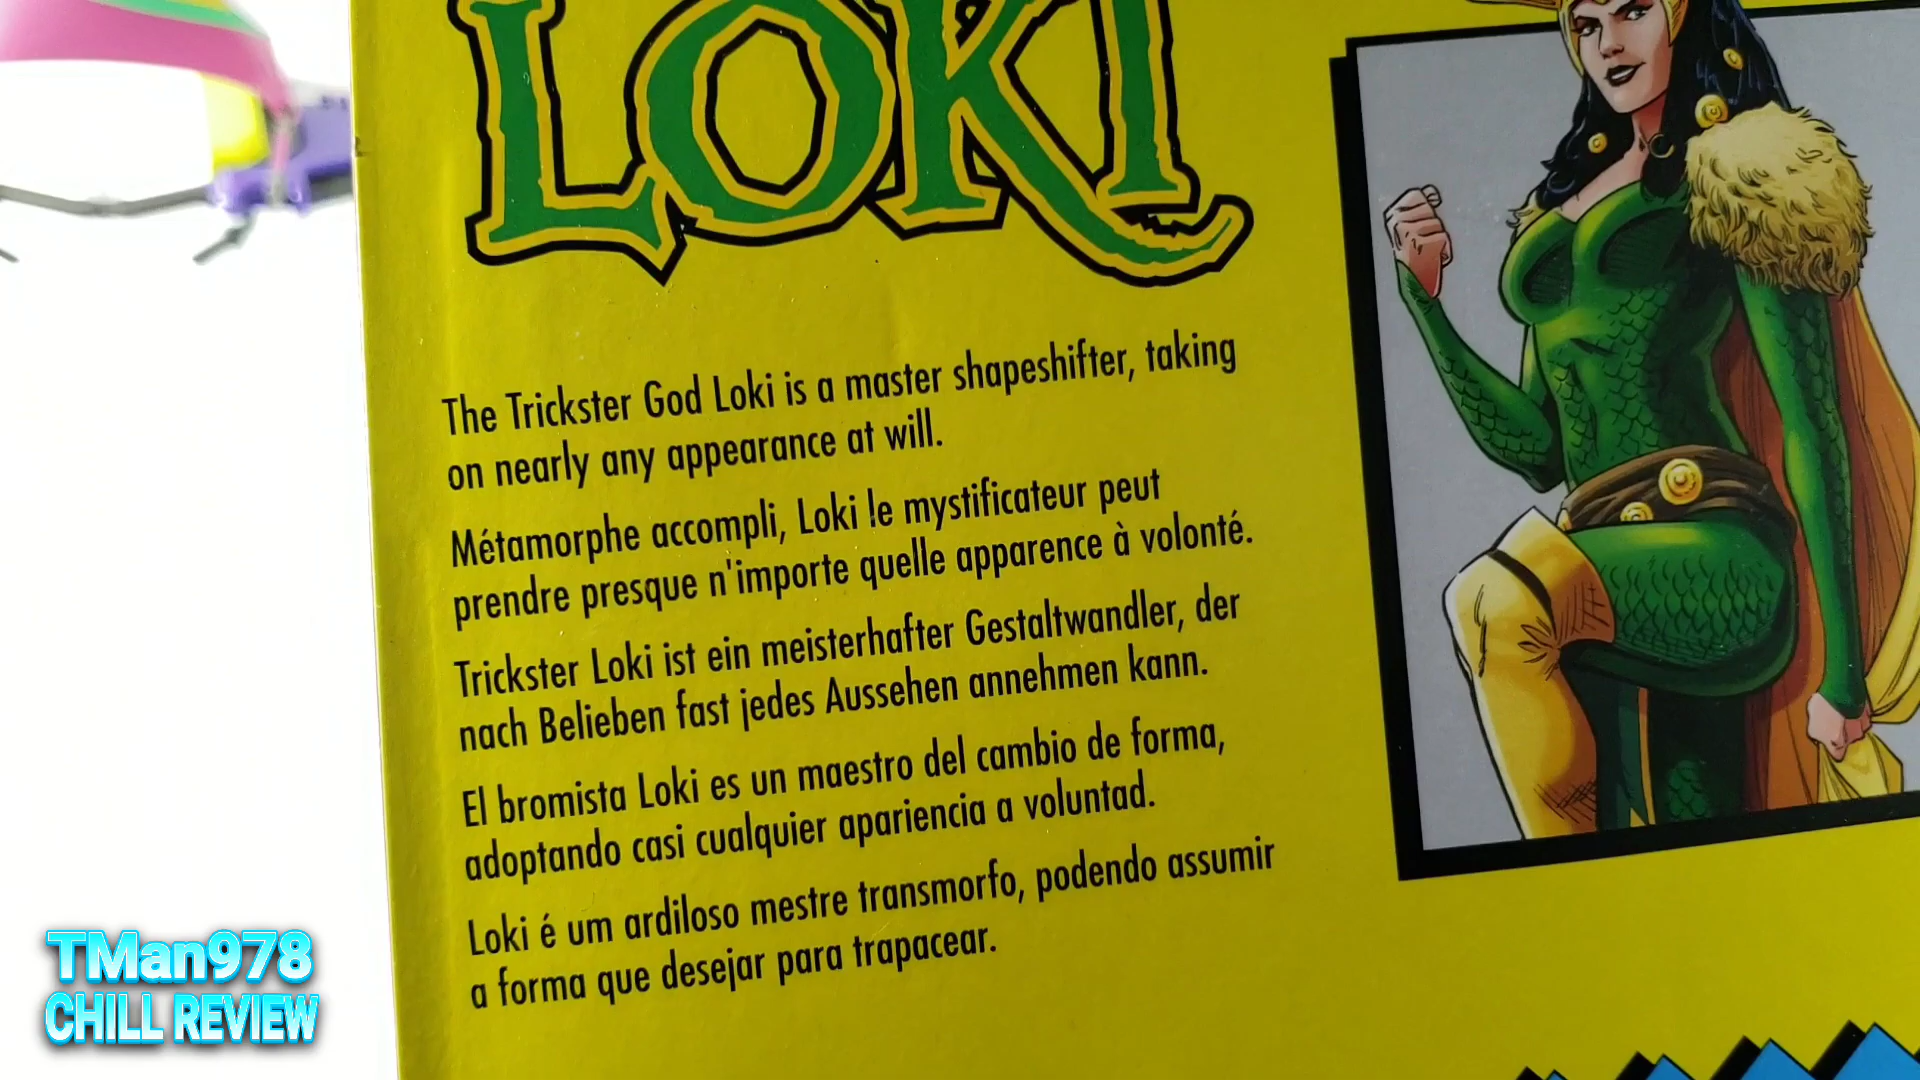 LOKI
The Trickster God Loki is a master shapeshifter, taking
on nearly any appearance at will.
Métamorphe accompli, Loki le mystificateur peut
prendre presque n'importe quelle apparence à volonté.
Trickster Loki ist ein meisterhafter Gestaltwandler, der
nach Belieben fast jedes Aussehen annehmen kann.
El bromista Loki es un maestro del cambio de forma,
adoptando casi cualquier apariencia a voluntad.
Loki é um ardiloso mestre transmorfo, podendo assumir
a forma que desejar para trapacear.
TMan978
CHILL REVIEW